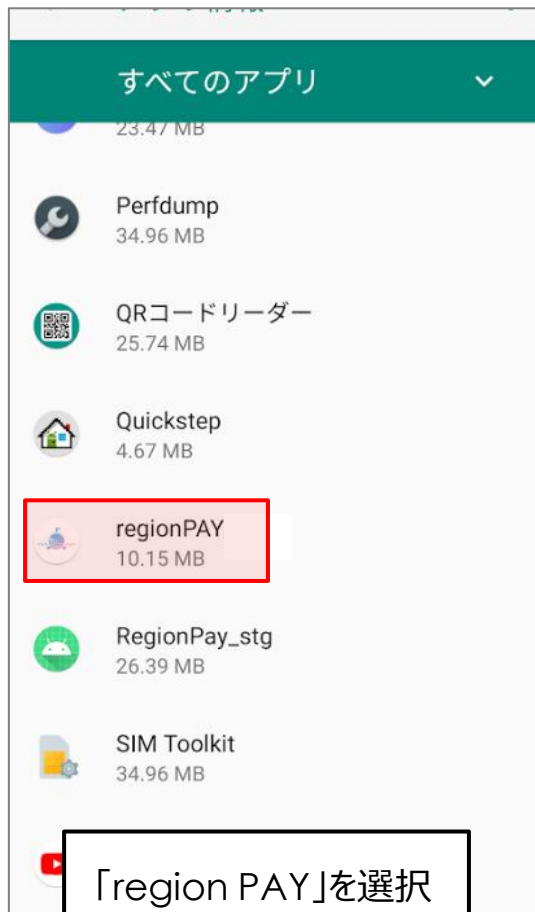 すべてのアプリ
23.47 MB
Perfdump
34.96 MB
QRコードリーダー
25.74 MB
Quickstep
4.67 MB
regionPAY
10.15 MB
RegionPay_stg
26.39 MB
SIM Toolkit
34.96 MB
「region PAY」を選択